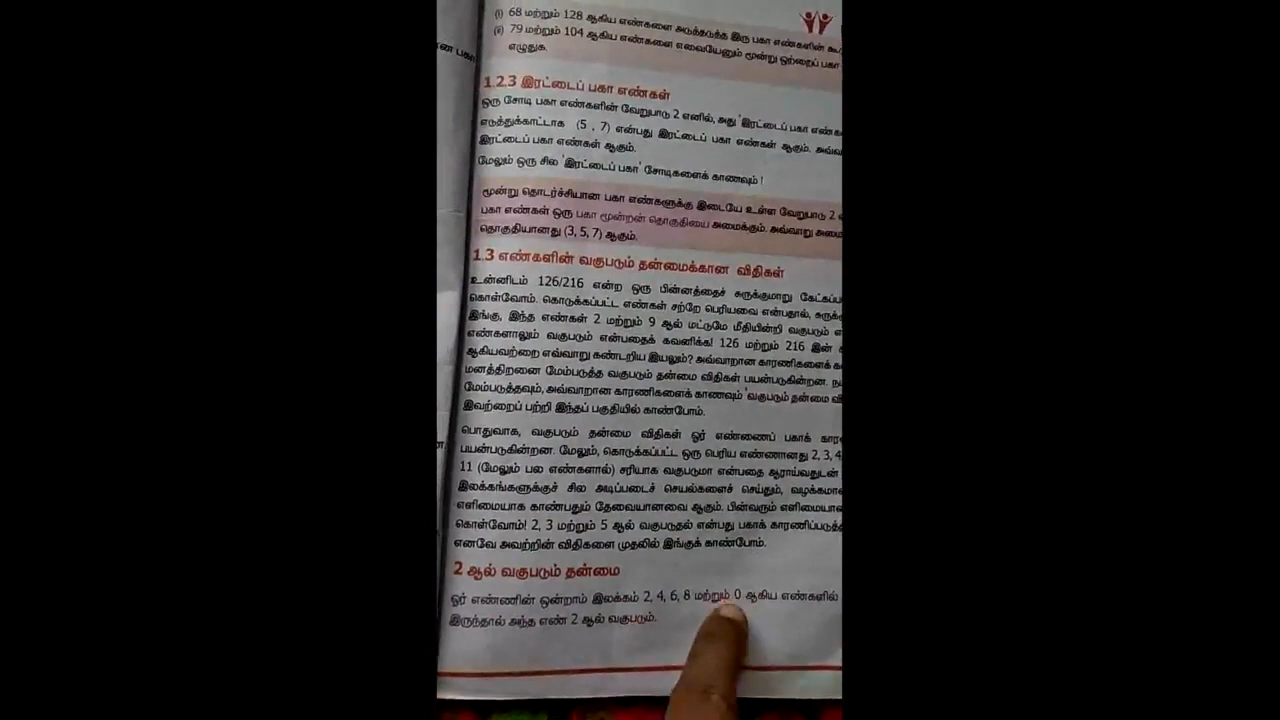 (i) 68 மற்றும் 128 ஆகிய எண்களை அடுத்தடுத்த இரு பகா எண்களின்
(ii) 79 மற்றும் 104 ஆகிய எண்களை எவையேனும் மூன்று ஒற்றைப் பகா
எழுதுக.
1.2.3 இரட்டைப் பகா எண்கள்
ஒரு சோடி பகா எண்களின் வேறுபாடு 2 எனில், அது 'இரட்டைப் பகா
எடுத்துக்காட்டாக (5 , 7) என்பது இரட்டைப் பகா எண்கள் ஆகும்.
இரட்டைப் பகா எண்கள் ஆகும்.
மேலும் ஒரு சில 'இரட்டைப் பகா' சோடிகளைக் காணவும் !
மூன்று தொடர்ச்சியான பகா எண்களுக்கு இடையே உள்ள வேறுபாடு 2
பகா எண்கள் ஒரு பகா மூன்றன் தொகுதியை அமைக்கும். அவ்வாறு
தொகுதியானது (3, 5, 7) ஆகும்.
1.3 எண்களின் வகுபடும் தன்மைக்கான விதிகள்
உன்னிடம் 126/216 என்ற ஒரு பின்னத்தைச் சுருக்குமாறு
கொள்வோம். கொடுக்கப்பட்ட எண்கள் சற்றே பெரியவை என்பதால்,
இங்கு, இந்த எண்கள் 2 மற்றும் 9 ஆல் மட்டுமே மீதியின்றி வகுபடும்
எண்களாலும் வகுபடும் என்பதைக் கவனிக்க! 126 மற்றும் 216 இன்
ஆகியவற்றை எவ்வாறு கண்டறிய இயலும்? அவ்வாறான காரணிகளைக்
மனத்திறனை மேம்படுத்த வகுபடும் தன்மை விதிகள் பயன்படுகின்றன.
மேம்படுத்தவும், அவ்வாறான காரணிகளைக் காணவும் 'வகுபடும் தன்மை
இவற்றைப் பற்றி இந்தப் பகுதியில் காண்போம்.
பொதுவாக, வகுபடும் தன்மை விதிகள் ஓர் எண்ணைப் பகாக்
பயன்படுகின்றன. மேலும், கொடுக்கப்பட்ட ஒரு பெரிய எண்ணானது 2, 3, 4
11 (மேலும் பல எண்களால்) சரியாக வகுபடுமா என்பதை ஆராய்வதுடன்
இலக்கங்களுக்குச் சில அடிப்படைச் செயல்களைச் செய்தும்,
எளிமையாக காண்பதும் தேவையானவை ஆகும். பின்வரும்
கொள்வோம்! 2, 3 மற்றும் 5 ஆல் வகுபடுதல் என்பது பகாக்
எனவே அவற்றின் விதிகளை முதலில் இங்குக் காண்போம்.
2 ஆல் வகுபடும் தன்மை
ஓர் எண்ணின் ஒன்றாம் இலக்கம் 2, 4, 6, 8 மற்றும் 0 ஆகிய எண்களில்
இருந்தால் அந்த எண் 2 ஆல் வகுபடும்.